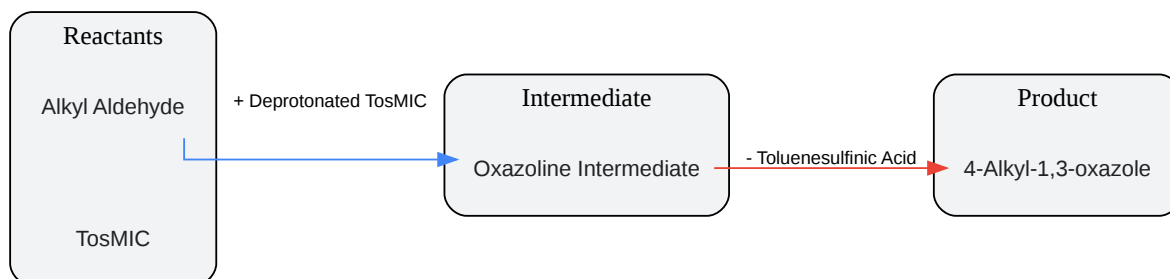 Reactants
Alkyl Aldehyde
TosMIC
+ Deprotonated TosMIC
Intermediate
Oxazoline Intermediate
- Toluenesulfinic Acid
Product
4-Alkyl-1,3-oxazole